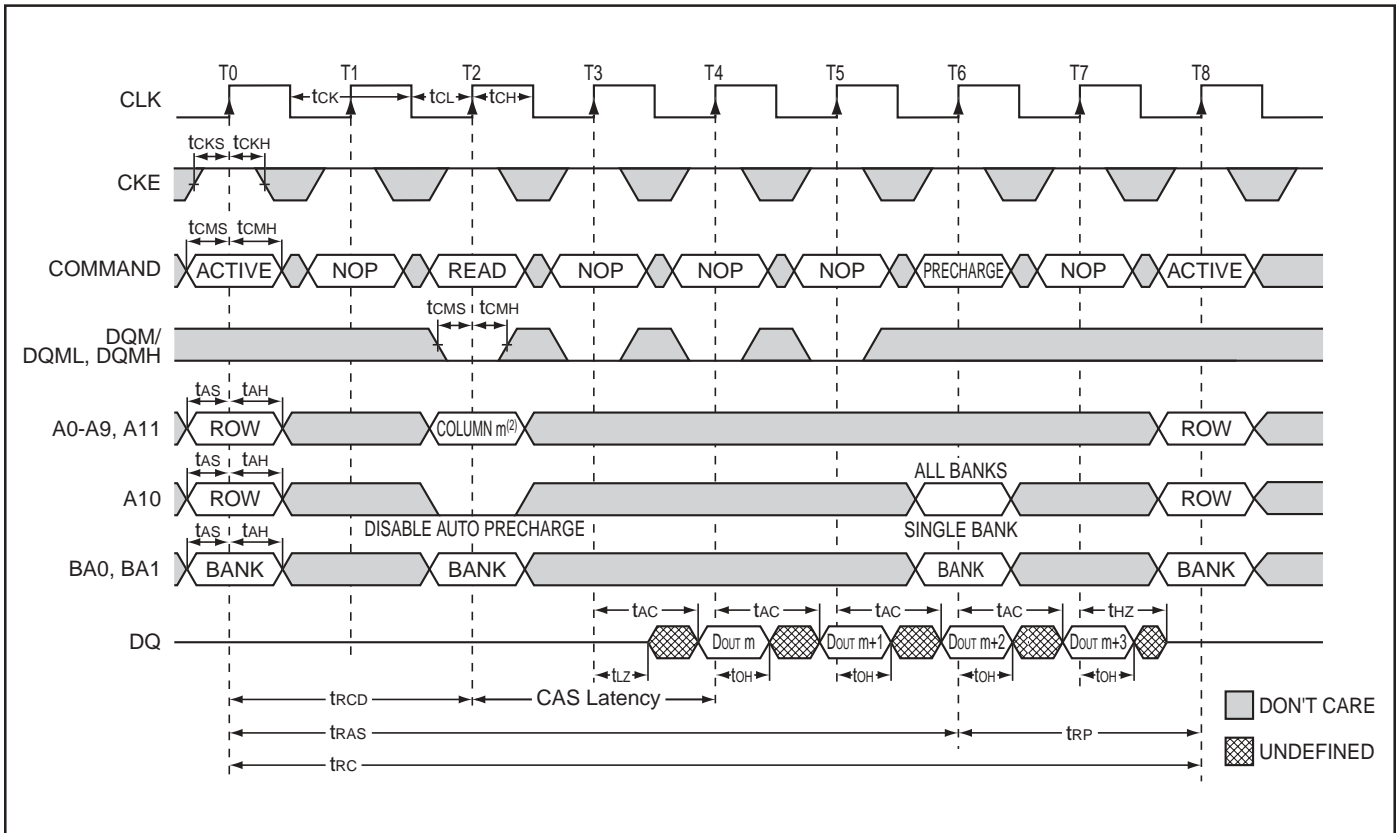 T0 T1 T2 T3 T4 T5 T6 T7 T8
CLK tCK tCL tCH
tCKS tCKH
CKE
tCMS tCMH
COMMAND ACTIVE NOP READ NOP NOP NOP PRECHARGE NOP ACTIVE
tCMS tCMH
DQM/
DQML, DQMH
tAS tAH
A0-A9, A11 ROW COLUMN m(2) ROW
tAS tAH ALL BANKS
A10 ROW ROW
tAS tAH DISABLE AUTO PRECHARGE SINGLE BANK
BA0, BA1 BANK BANK BANK BANK
tAC tAC tAC tAC tHZ
DQ DOUT m DOUT m+1 DOUT m+2 DOUT m+3
tLZ tOH tOH tOH tOH
tRCD CAS Latency
DON'T CARE
tRAS tRP
UNDEFINED
tRC